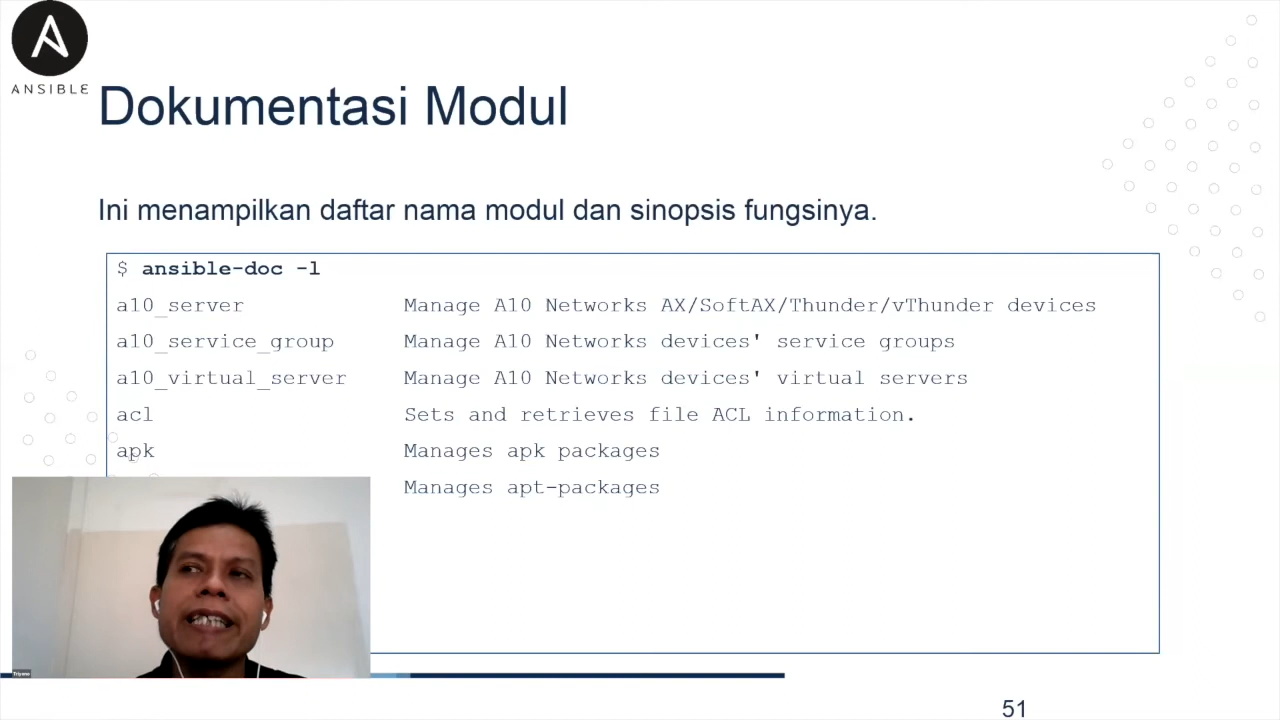 ANSIBLE
Dokumentasi Modul
Ini menampilkan daftar nama modul dan sinopsis fungsinya.
$ ansible-doc -l
a10_server Manage A10 Networks AX/SoftAX/Thunder/vThunder devices
a10_service_group Manage A10 Networks devices' service groups
a10_virtual_server Manage A10 Networks devices' virtual servers
acl Sets and retrieves file ACL information.
apk Manages apk packages
Manages apt-packages
Triyono
51